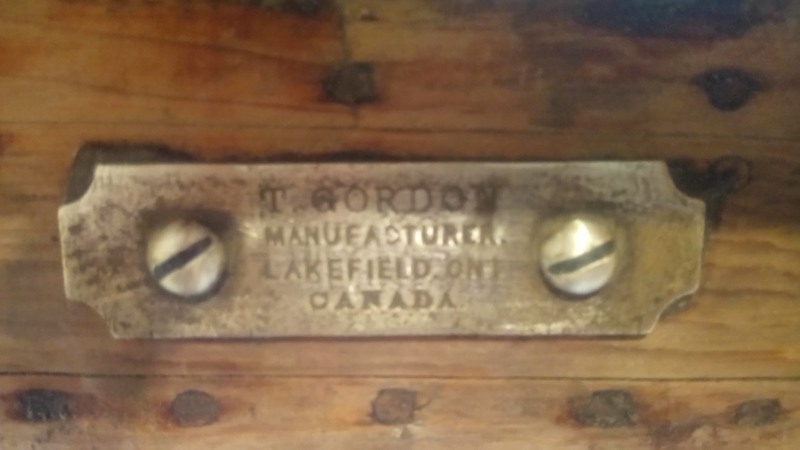 T. GORDON
MANUFACTURER.
LAKEFIELD. ONT
CANADA